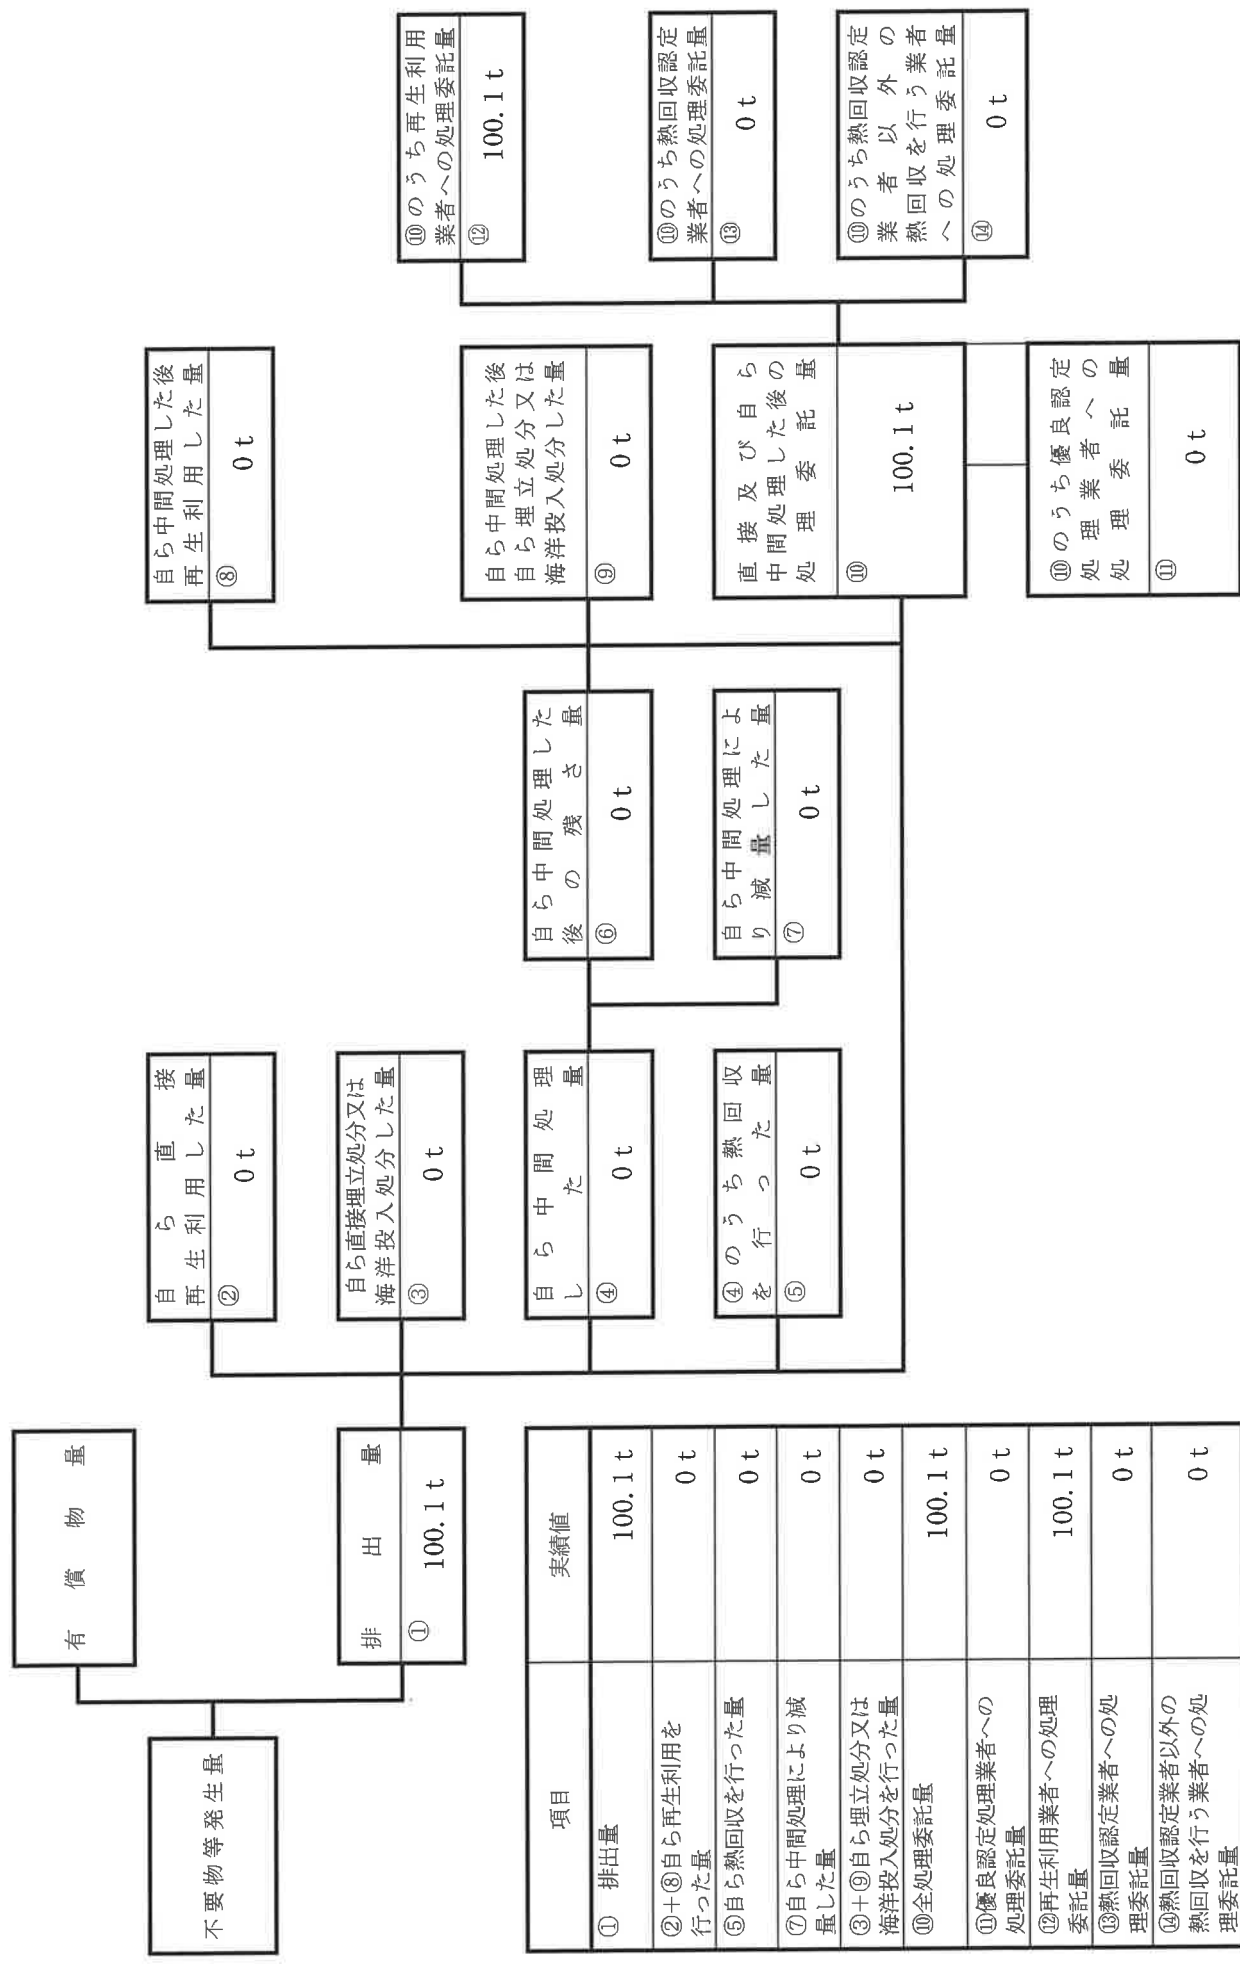 不要物等発生量
有償物量
排出量
① 100.1 t
自ら直接
再生利用した量
② 0 t
自ら直接埋立処分又は
海洋投入処分した量
③ 0 t
自ら中間処理
した量
④ 0 t
④のうち熱回収
を行った量
⑤ 0 t
自ら中間処理した
後の残さ量
⑥ 0 t
自ら中間処理によ
り減量した量
⑦ 0 t
自ら中間処理した後
再生利用した量
⑧ 0 t
自ら中間処理した後
自ら埋立処分又は
海洋投入処分した量
⑨ 0 t
直接及び自ら
中間処理した後の
処理委託量
⑩ 100.1 t
⑩のうち優良認定
処理業者への
処理委託量
⑪ 0 t
⑩のうち再生利用
業者への処理委託量
⑫ 100.1 t
⑩のうち熱回収認定
業者への処理委託量
⑬ 0 t
⑩のうち熱回収認定
業者以外の
熱回収を行う業者
への処理委託量
⑭ 0 t
項目 実績値
① 排出量 100.1 t
②+⑧自ら再生利用を
行った量 0 t
⑤自ら熱回収を行った量 0 t
⑦自ら中間処理により減
量した量 0 t
③+⑨自ら埋立処分又は
海洋投入処分を行った量 0 t
⑩全処理委託量 100.1 t
⑪優良認定処理業者への
処理委託量 0 t
⑫再生利用業者への処理
委託量 100.1 t
⑬熱回収認定業者への処
理委託量 0 t
⑭熱回収認定業者以外の
熱回収を行う業者への処
理委託量 0 t